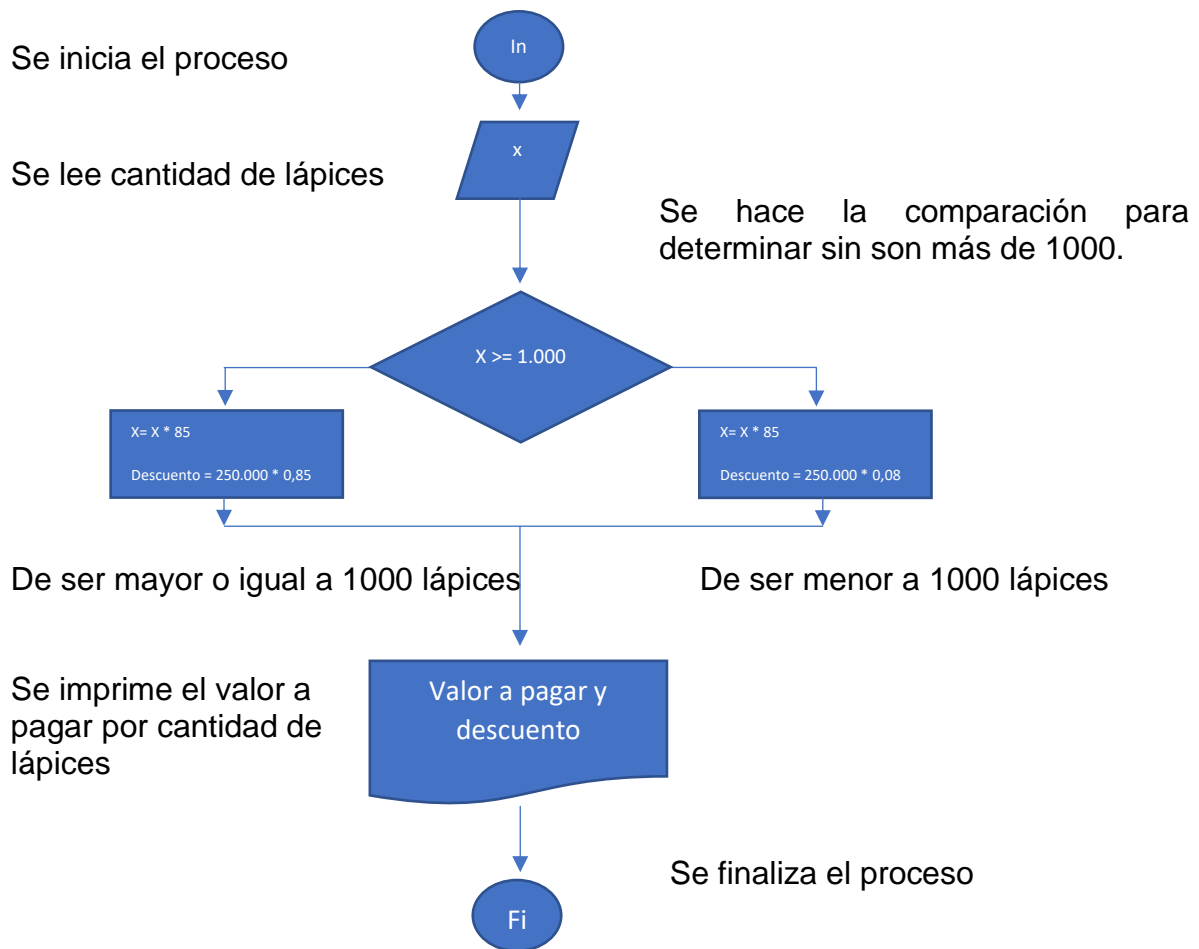 In
Se inicia el proceso
x
Se lee cantidad de lápices
Se hace la comparación para
determinar sin son más de 1000.
X >= 1.000
X= X * 85
Descuento = 250.000 * 0,85
X= X * 85
Descuento = 250.000 * 0,08
De ser mayor o igual a 1000 lápices
De ser menor a 1000 lápices
Se imprime el valor a
pagar por cantidad de
lápices
Valor a pagar y
descuento
Se finaliza el proceso
Fi